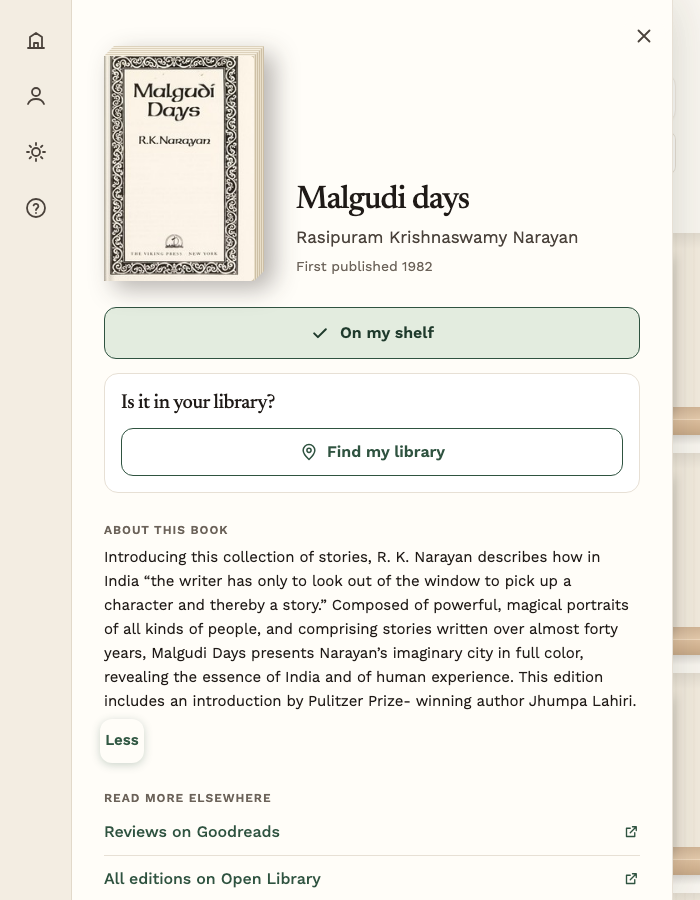 Malgudi
Days
R.K.Narayan
THE VIKING PRESS NEW YORK
Malgudi days
Rasipuram Krishnaswamy Narayan
First published 1982
On my shelf
Is it in your library?
Find my library
ABOUT THIS BOOK
Introducing this collection of stories, R. K. Narayan describes how in
India “the writer has only to look out of the window to pick up a
character and thereby a story.” Composed of powerful, magical portraits
of all kinds of people, and comprising stories written over almost forty
years, Malgudi Days presents Narayan’s imaginary city in full color,
revealing the essence of India and of human experience. This edition
includes an introduction by Pulitzer Prize- winning author Jhumpa Lahiri.
Less
READ MORE ELSEWHERE
Reviews on Goodreads
All editions on Open Library